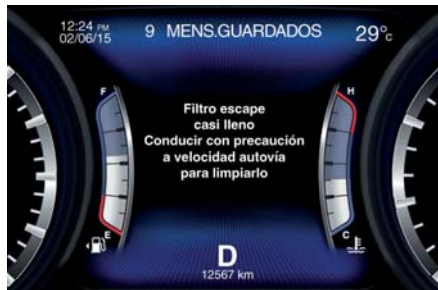 12:24 PM
02/06/15
9 MENS.GUARDADOS
29°c
F
H
Filtro escape
casi lleno
Conducir con precaución
a velocidad autovía
para limpiarlo
E
C
D
12567 km